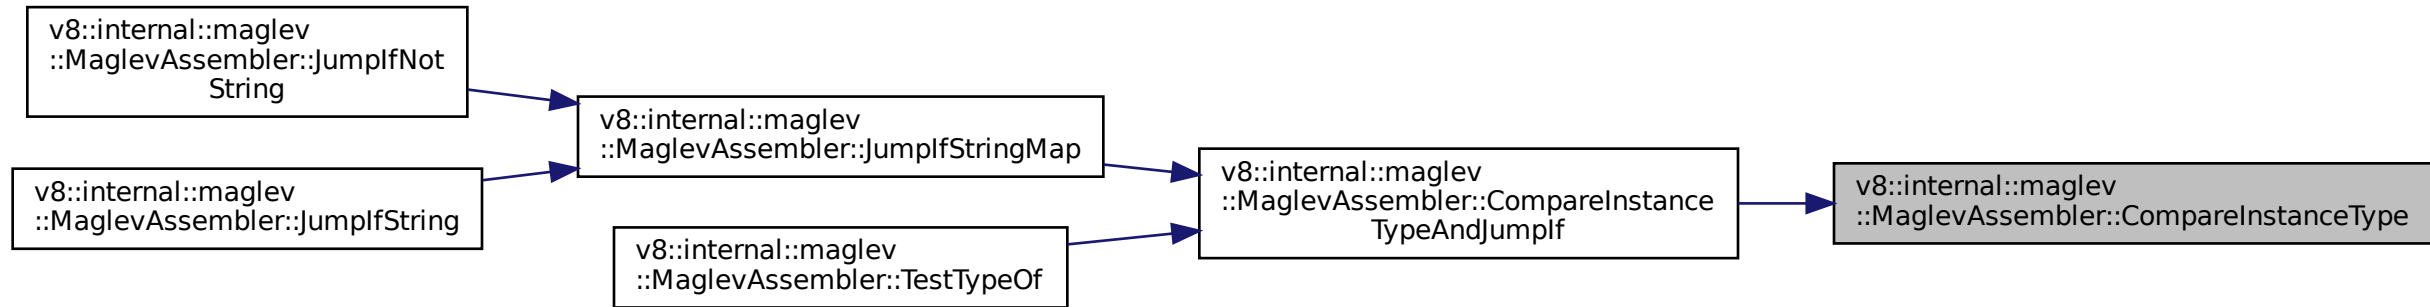 v8::internal::maglev
::MaglevAssembler::JumpIfNot
String
v8::internal::maglev
::MaglevAssembler::JumpIfString
v8::internal::maglev
::MaglevAssembler::JumpIfStringMap
v8::internal::maglev
::MaglevAssembler::TestTypeOf
v8::internal::maglev
::MaglevAssembler::CompareInstance
TypeAndJumpIf
v8::internal::maglev
::MaglevAssembler::CompareInstanceType